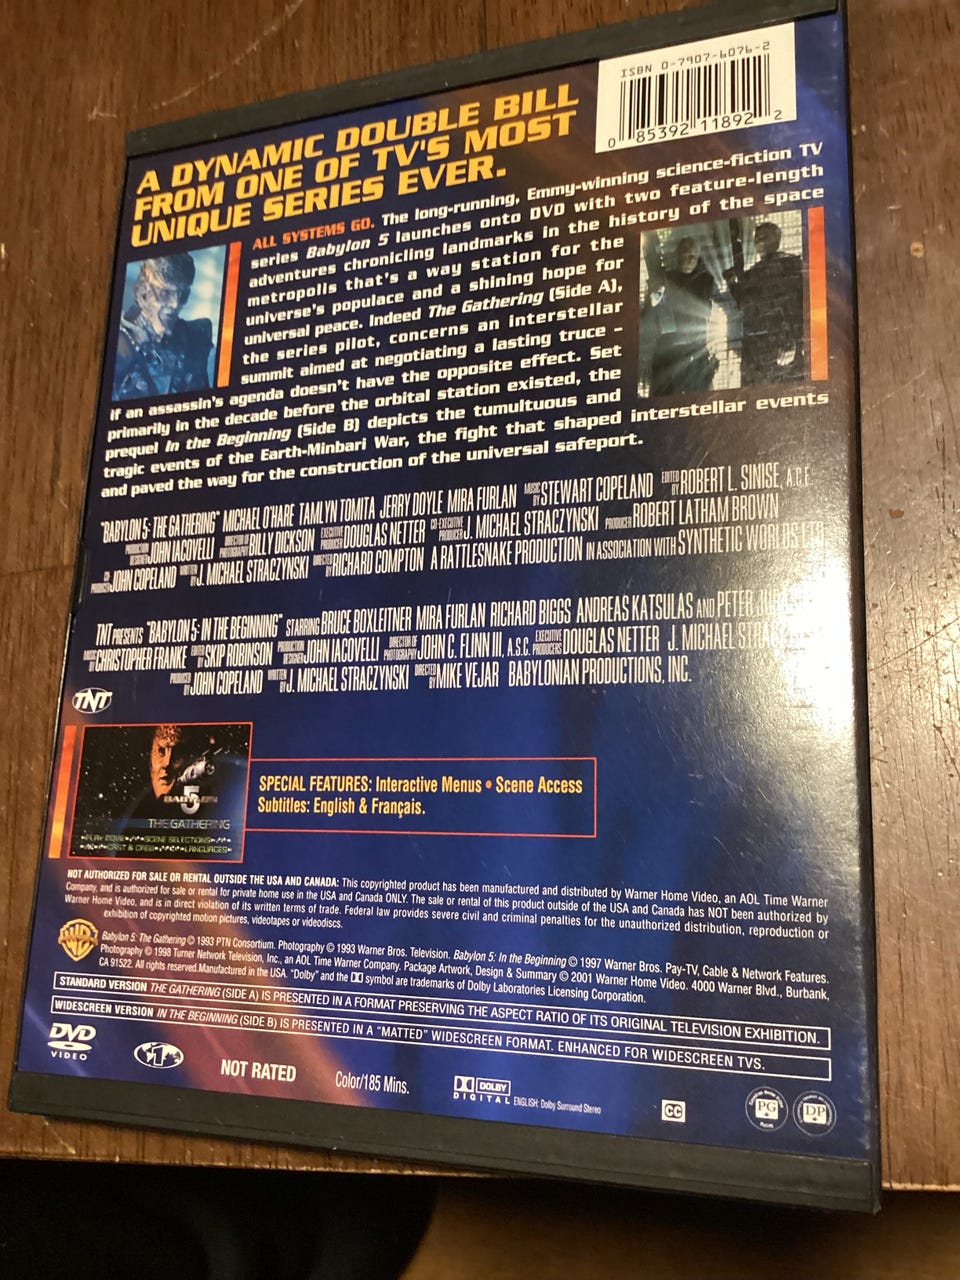 ISBN 0-7907-6076-2
0 85392 11892 2
A DYNAMIC DOUBLE BILL
FROM ONE OF TV'S MOST
UNIQUE SERIES EVER.
ALL SYSTEMS GO. The long-running, Emmy-winning science-fiction TV
series Babylon 5 launches onto DVD with two feature-length
adventures chronicling landmarks in the history of the space
metropolis that's a way station for the
universe's populace and a shining hope for
universal peace. Indeed The Gathering (Side A),
the series pilot, concerns an interstellar
summit aimed at negotiating a lasting truce –
if an assassin's agenda doesn't have the opposite effect. Set
primarily in the decade before the orbital station existed, the
prequel In the Beginning (Side B) depicts the tumultuous and
tragic events of the Earth-Minbari War, the fight that shaped interstellar events
and paved the way for the construction of the universal safeport.
"BABYLON 5: THE GATHERING" MICHAEL O'HARE TAMLYN TOMITA JERRY DOYLE MIRA FURLAN MUSIC BY STEWART COPELAND EDITED BY ROBERT L. SINISE, A.C.E.
PRODUCTION DESIGNER JOHN IACOVELLI DIRECTOR OF PHOTOGRAPHY BILLY DICKSON EXECUTIVE PRODUCER DOUGLAS NETTER CO-EXECUTIVE PRODUCER J. MICHAEL STRACZYNSKI PRODUCER ROBERT LATHAM BROWN
CO-PRODUCER JOHN COPELAND WRITTEN BY J. MICHAEL STRACZYNSKI DIRECTED BY RICHARD COMPTON A RATTLESNAKE PRODUCTION IN ASSOCIATION WITH SYNTHETIC WORLDS LTD.
TNT PRESENTS "BABYLON 5: IN THE BEGINNING" STARRING BRUCE BOXLEITNER MIRA FURLAN RICHARD BIGGS ANDREAS KATSULAS AND PETER
MUSIC BY CHRISTOPHER FRANKE EDITED BY SKIP ROBINSON PRODUCTION DESIGNER JOHN IACOVELLI DIRECTOR OF PHOTOGRAPHY JOHN C. FLINN III, A.S.C. EXECUTIVE PRODUCERS DOUGLAS NETTER J. MICHAEL
PRODUCED BY JOHN COPELAND WRITTEN BY J. MICHAEL STRACZYNSKI DIRECTED BY MIKE VEJAR BABYLONIAN PRODUCTIONS, INC.
TNT
BABYLON
5
THE GATHERING
PLAY MOVIE SCENE SELECTIONS
CAST & CREW LANGUAGES
SPECIAL FEATURES: Interactive Menus • Scene Access
Subtitles: English & Français.
NOT AUTHORIZED FOR SALE OR RENTAL OUTSIDE THE USA AND CANADA: This copyrighted product has been manufactured and distributed by Warner Home Video, an AOL Time Warner
Company, and is authorized for sale or rental for private home use in the USA and Canada ONLY. The sale or rental of this product outside of the USA and Canada has NOT been authorized by
Warner Home Video, and is in direct violation of its written terms of trade. Federal law provides severe civil and criminal penalties for the unauthorized distribution, reproduction or
exhibition of copyrighted motion pictures, videotapes or videodiscs.
WB
Babylon 5: The Gathering © 1993 PTN Consortium. Photography © 1993 Warner Bros. Television. Babylon 5: In the Beginning © 1997 Warner Bros. Pay-TV, Cable & Network Features.
Photography © 1998 Turner Network Television, Inc., an AOL Time Warner Company. Package Artwork, Design & Summary © 2001 Warner Home Video. 4000 Warner Blvd., Burbank,
CA 91522. All rights reserved. Manufactured in the USA. "Dolby" and the DD symbol are trademarks of Dolby Laboratories Licensing Corporation.
STANDARD VERSION THE GATHERING (SIDE A) IS PRESENTED IN A FORMAT PRESERVING THE ASPECT RATIO OF ITS ORIGINAL TELEVISION EXHIBITION.
WIDESCREEN VERSION IN THE BEGINNING (SIDE B) IS PRESENTED IN A "MATTED" WIDESCREEN FORMAT. ENHANCED FOR WIDESCREEN TVS.
DVD
VIDEO
1
NOT RATED
Color/185 Mins.
DOLBY
DIGITAL ENGLISH: Dolby Surround Stereo
CC
PG
DP